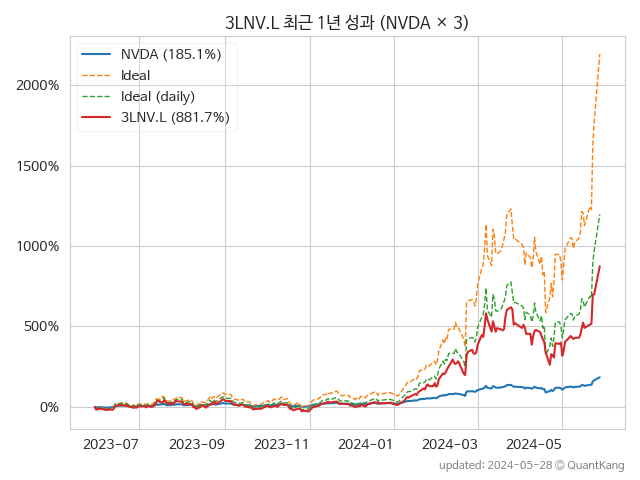 3LNV.L 최근 1년 성과 (NVDA × 3)
NVDA (185.1%)
Ideal
Ideal (daily)
3LNV.L (881.7%)
2000%
1500%
1000%
500%
0%
2023-07 2023-09 2023-11 2024-01 2024-03 2024-05
updated: 2024-05-28 © QuantKang